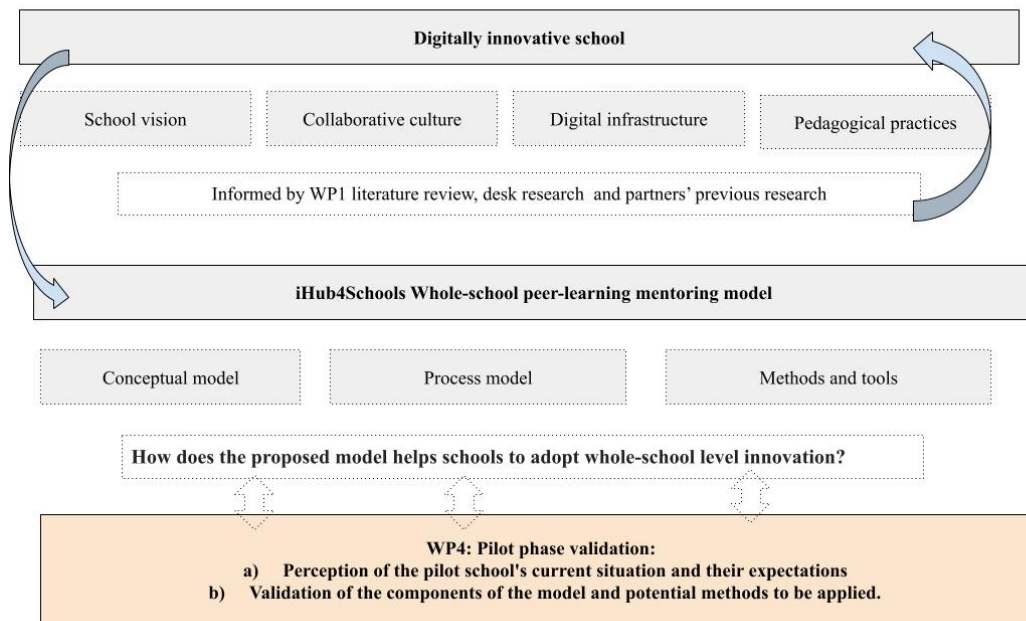 Digitally innovative school
School vision
Collaborative culture
Digital infrastructure
Pedagogical practices
Informed by WP1 literature review, desk research and partners’ previous research
iHub4Schools Whole-school peer-learning mentoring model
Conceptual model
Process model
Methods and tools
How does the proposed model helps schools to adopt whole-school level innovation?
WP4: Pilot phase validation:
a) Perception of the pilot school's current situation and their expectations
b) Validation of the components of the model and potential methods to be applied.